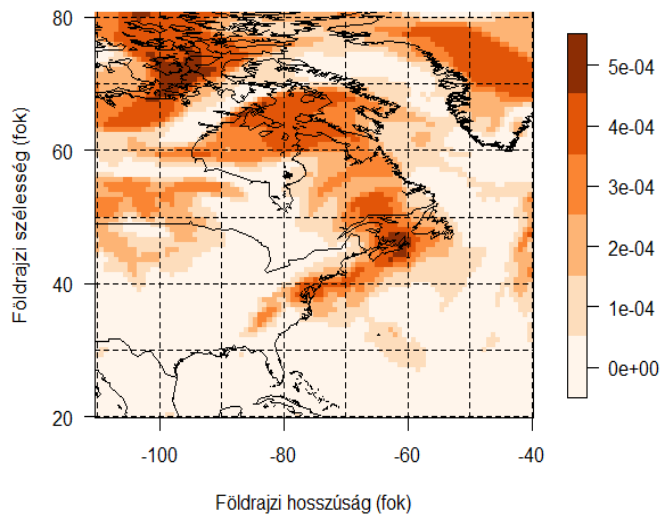 80
60
40
20
-100
-80
-60
-40
Földrajzi szélesség (fok)
Földrajzi hosszúság (fok)
5e-04
4e-04
3e-04
2e-04
1e-04
0e+00